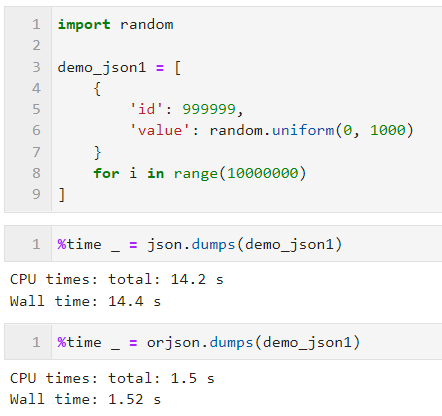 1 import random
2
3 demo_json1 = [
4     {
5         'id': 999999,
6         'value': random.uniform(0, 1000)
7     }
8     for i in range(10000000)
9 ]
1 %time _ = json.dumps(demo_json1)
CPU times: total: 14.2 s
Wall time: 14.4 s
1 %time _ = orjson.dumps(demo_json1)
CPU times: total: 1.5 s
Wall time: 1.52 s